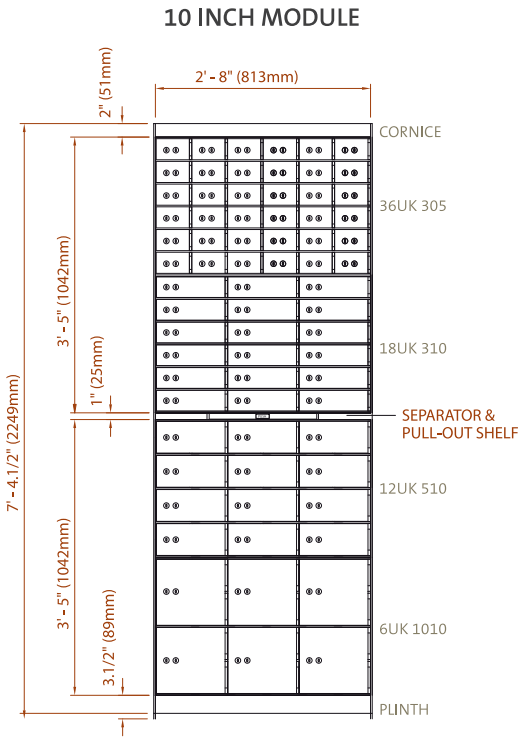 10 INCH MODULE
2' - 8" (813mm)
2" (51mm)
CORNICE
36UK 305
3' - 5" (1042mm)
18UK 310
1" (25mm)
7' - 4.1/2" (2249mm)
SEPARATOR &
PULL-OUT SHELF
12UK 510
3' - 5" (1042mm)
6UK 1010
3.1/2" (89mm)
PLINTH